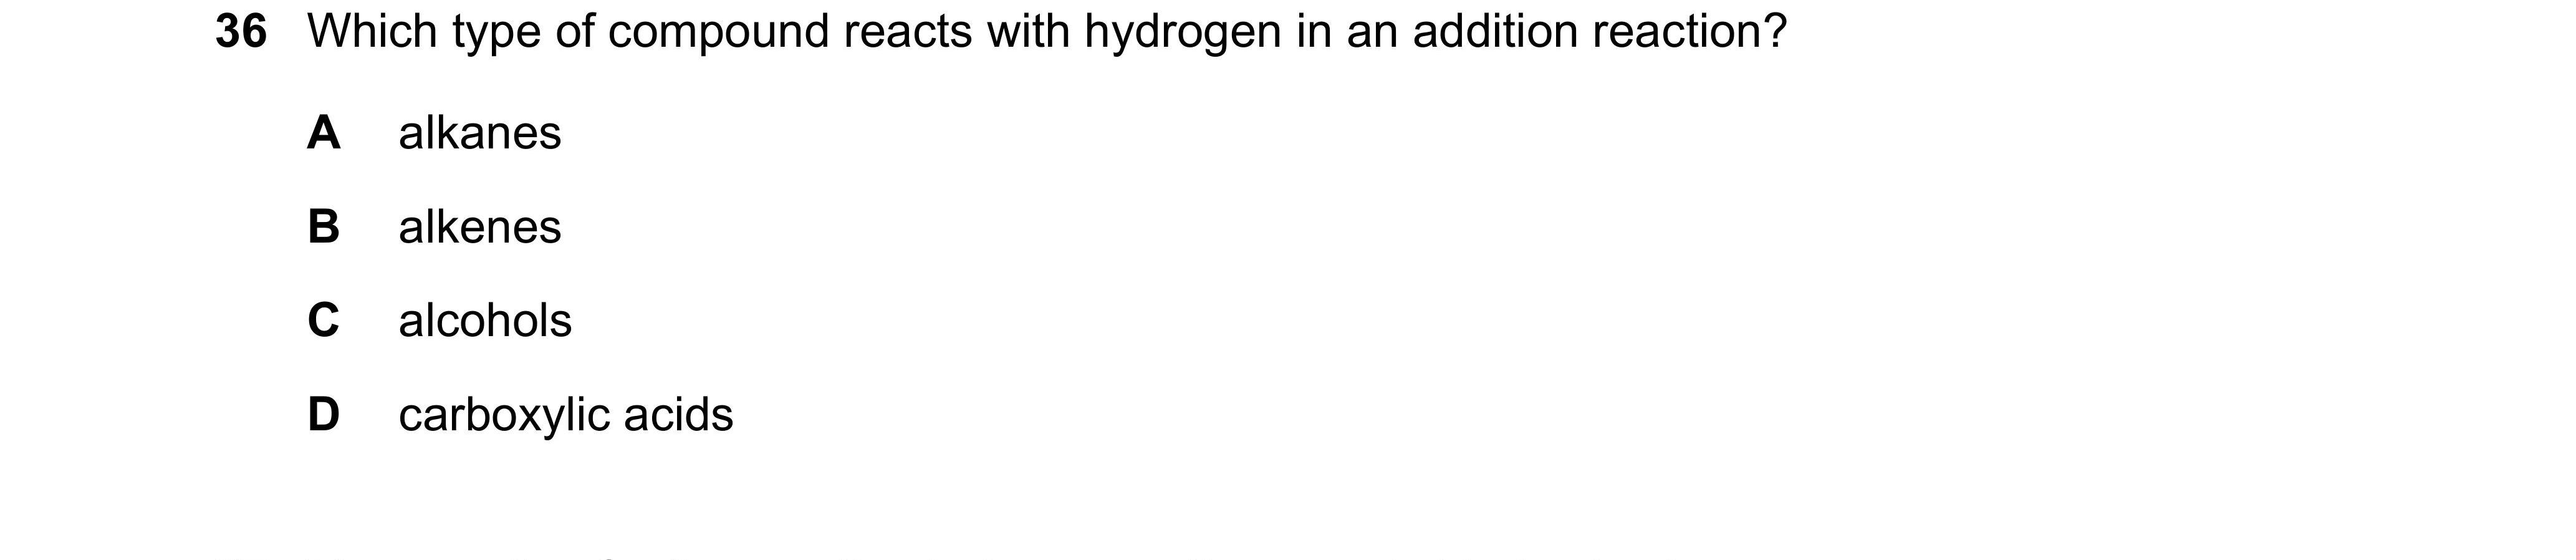 36 Which type of compound reacts with hydrogen in an addition reaction?
A alkanes
B alkenes
C alcohols
D carboxylic acids